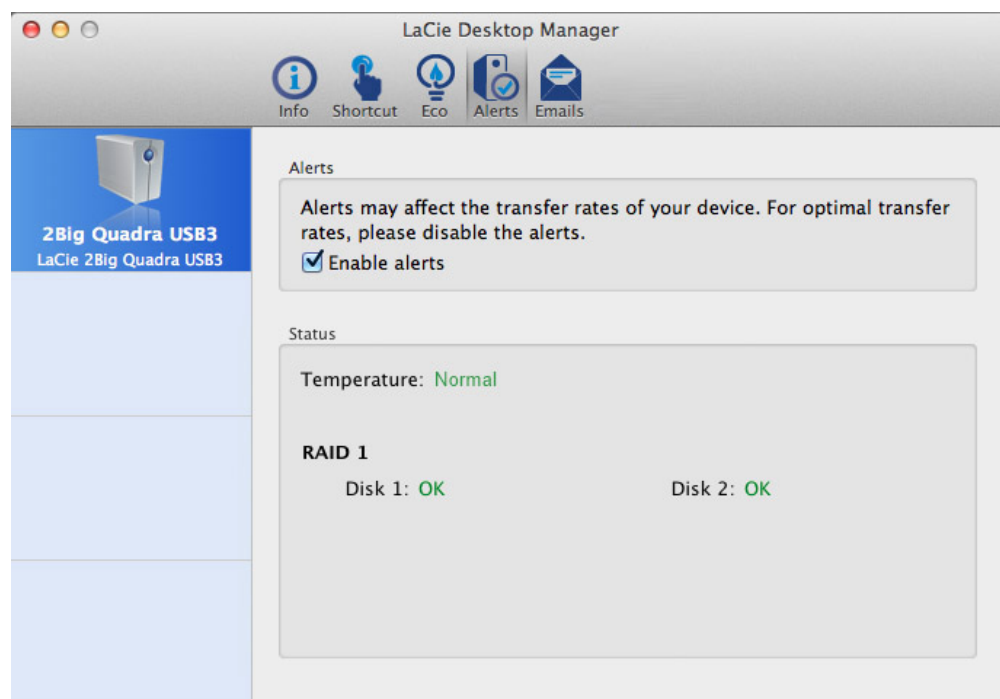 LaCie Desktop Manager
Info
Shortcut
Eco
Alerts
Emails
2Big Quadra USB3
LaCie 2Big Quadra USB3
Alerts
Alerts may affect the transfer rates of your device. For optimal transfer
rates, please disable the alerts.
Enable alerts
Status
Temperature: Normal
RAID 1
Disk 1: OK
Disk 2: OK